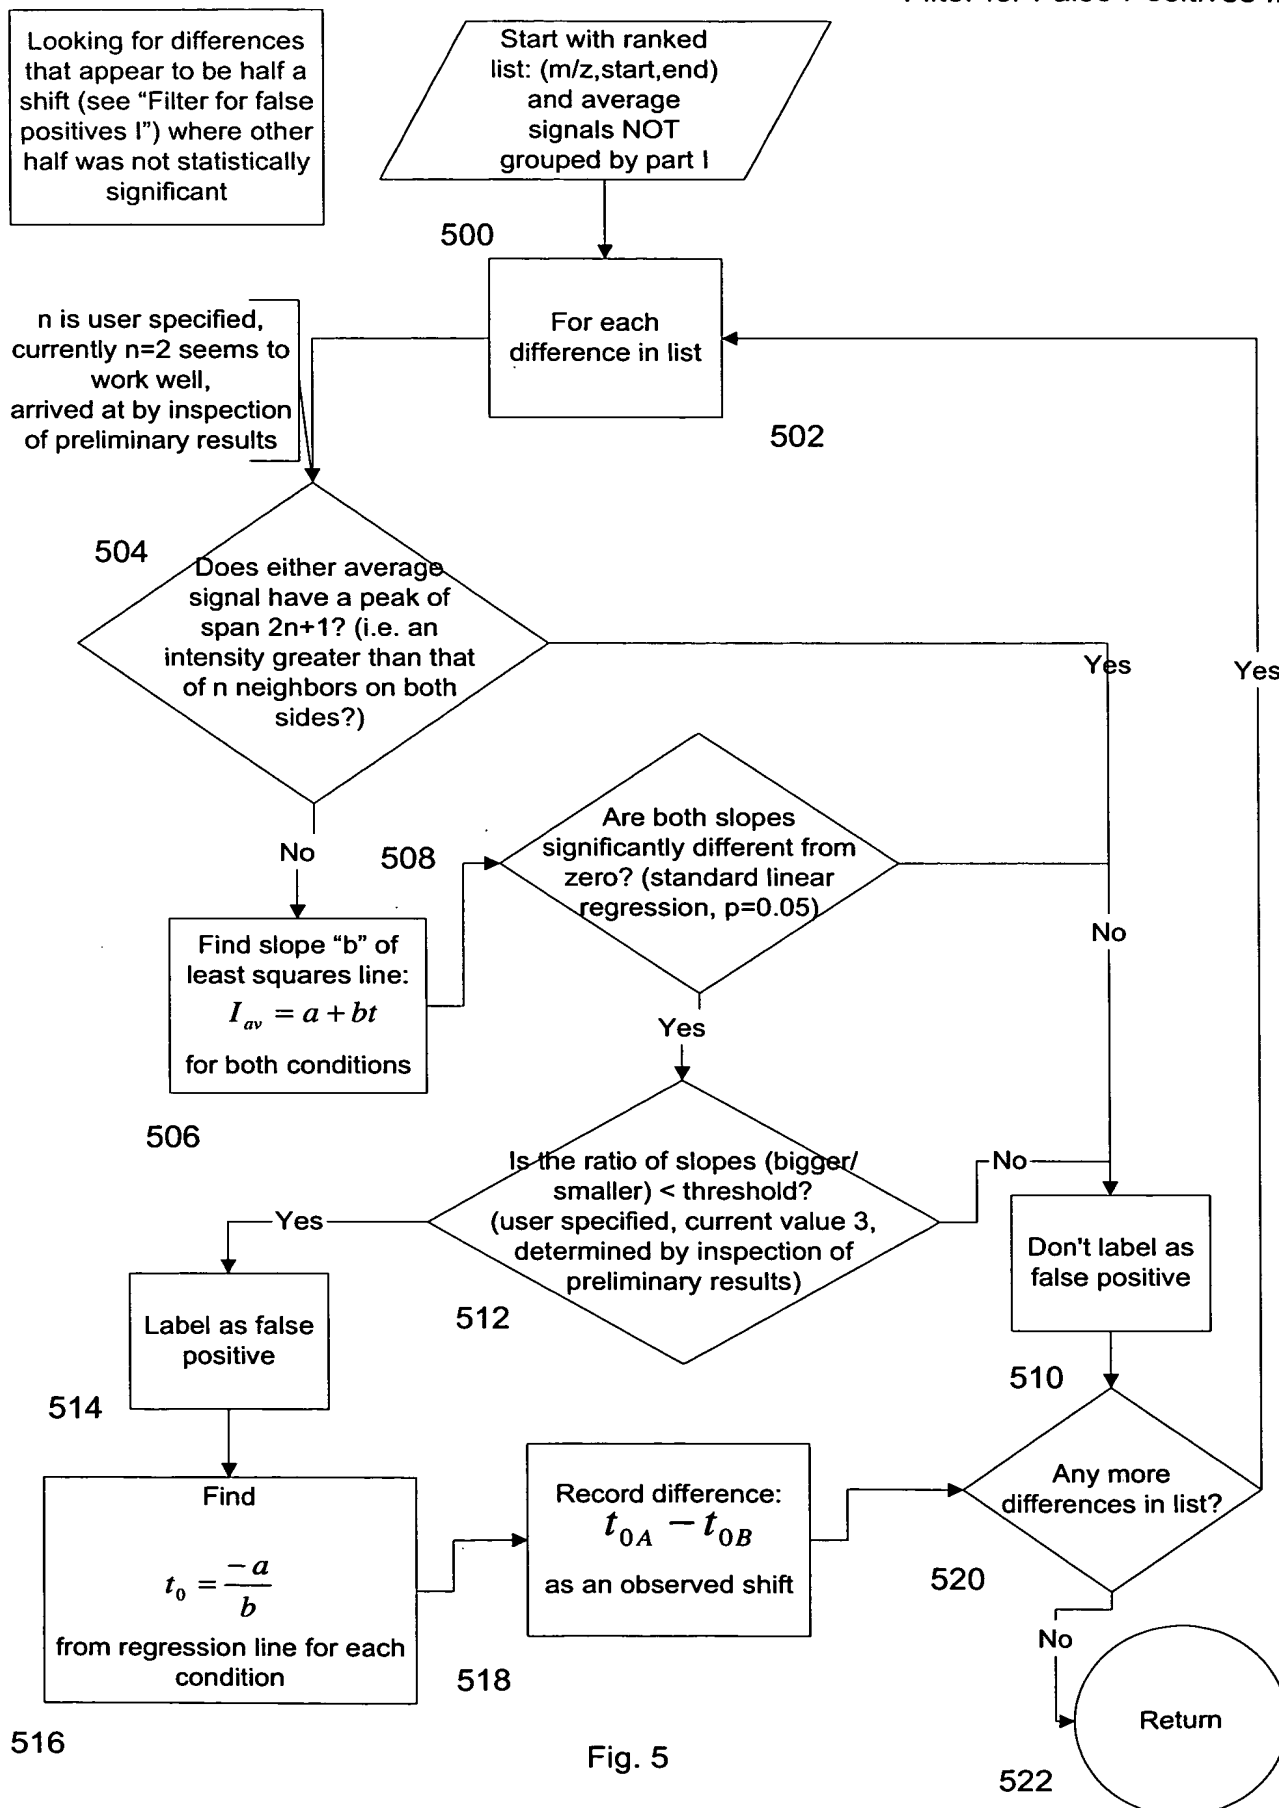 Filter for False Positives II
Looking for differences
that appear to be half a
shift (see “Filter for false
positives I”) where other
half was not statistically
significant
Start with ranked
list: (m/z,start,end)
and average
signals NOT
grouped by part I
500
For each
difference in list
502
n is user specified,
currently n=2 seems to
work well,
arrived at by inspection
of preliminary results
504
Does either average
signal have a peak of
span 2n+1? (i.e. an
intensity greater than that
of n neighbors on both
sides?)
Yes
Yes
No
508
Are both slopes
significantly different from
zero? (standard linear
regression, p=0.05)
No
Find slope “b” of
least squares line:
I_av = a + bt
for both conditions
506
Yes
Is the ratio of slopes (bigger/
smaller) < threshold?
(user specified, current value 3,
determined by inspection of
preliminary results)
512
No
Yes
Don't label as
false positive
510
Label as false
positive
514
Find
t_0 = -a / b
from regression line for each
condition
516
Record difference:
t_0A − t_0B
as an observed shift
518
Any more
differences in list?
520
No
Return
522
Fig. 5